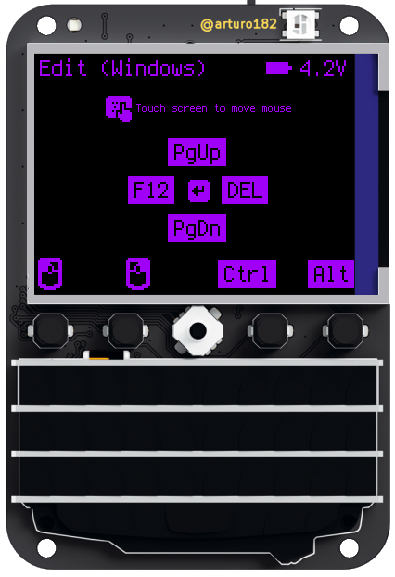 @arturo182
Edit (Windows) 4.2V
Touch screen to move mouse
PgUp
F12 DEL
PgDn
Ctrl Alt